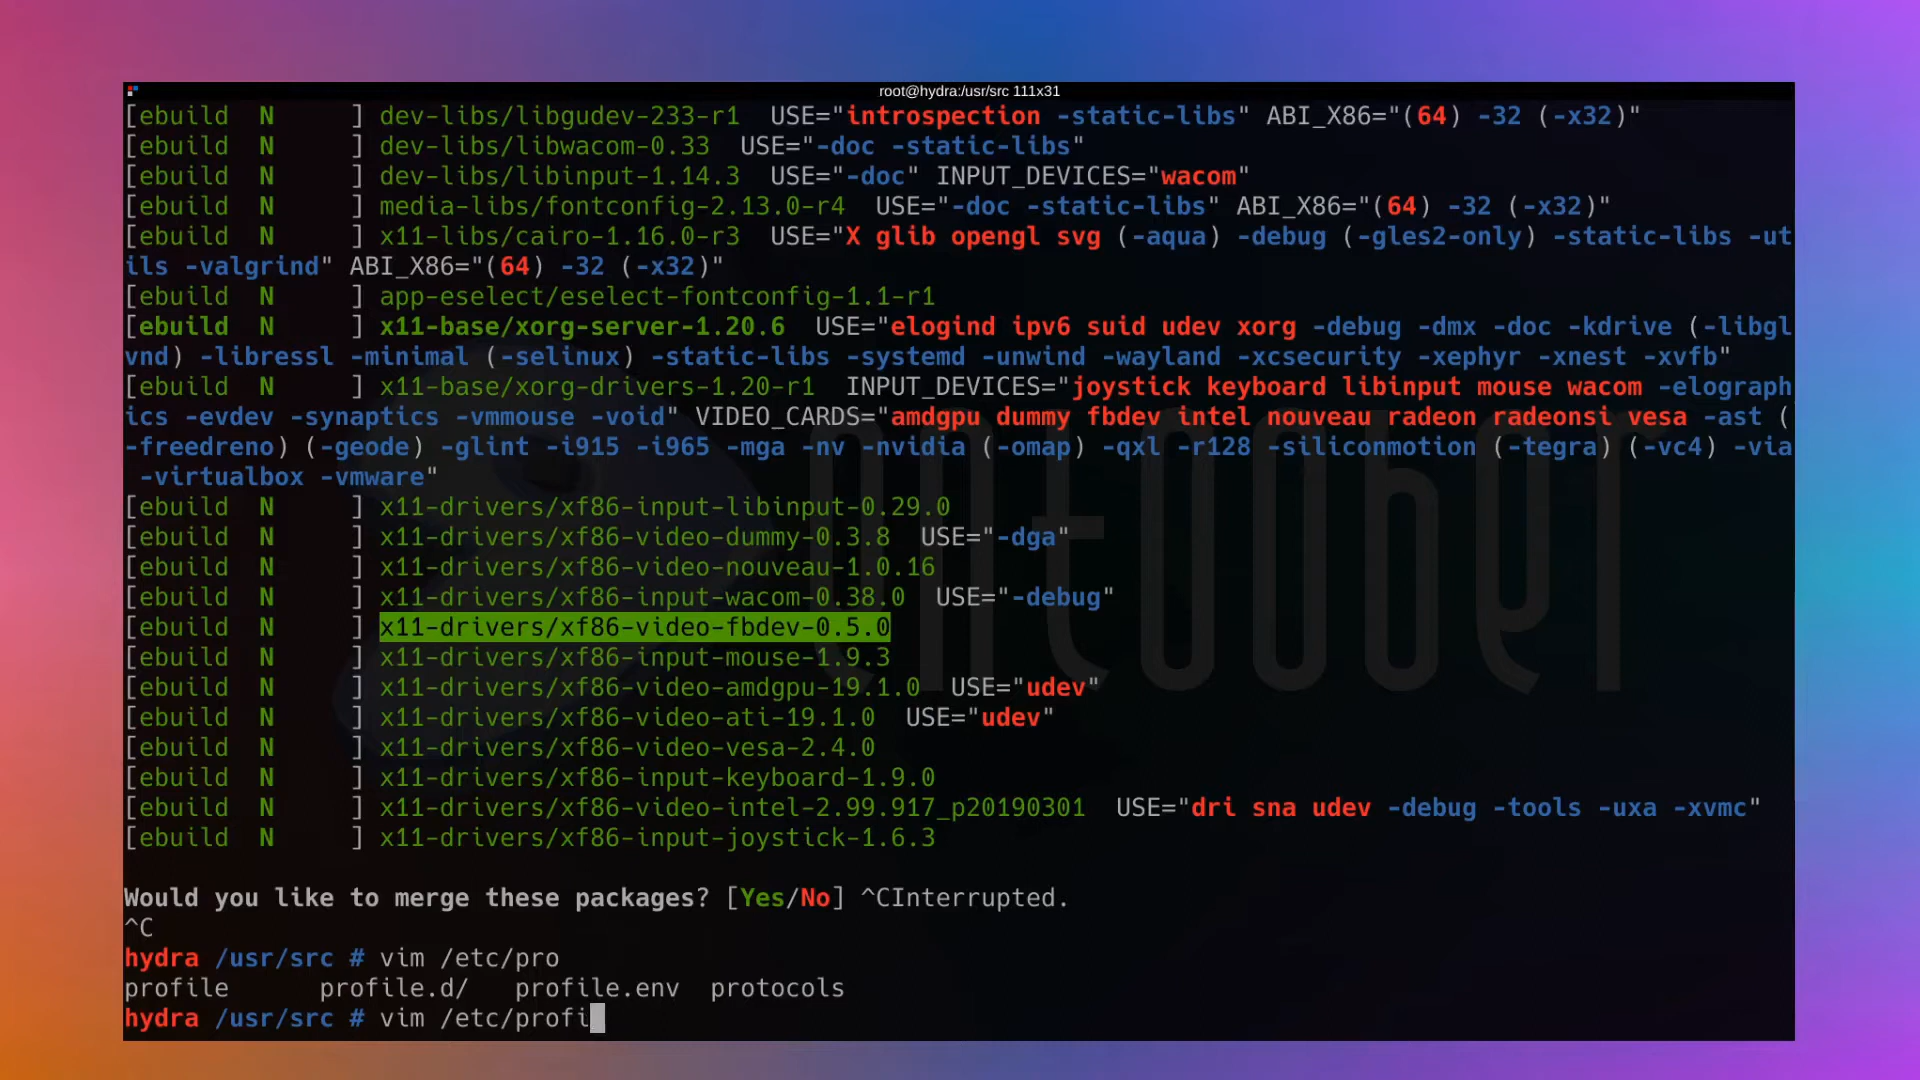 root@hydra:/usr/src 111x31
[ebuild  N     ] dev-libs/libgudev-233-r1  USE="introspection -static-libs" ABI_X86="(64) -32 (-x32)"
[ebuild  N     ] dev-libs/libwacom-0.33  USE="-doc -static-libs"
[ebuild  N     ] dev-libs/libinput-1.14.3  USE="-doc" INPUT_DEVICES="wacom"
[ebuild  N     ] media-libs/fontconfig-2.13.0-r4  USE="-doc -static-libs" ABI_X86="(64) -32 (-x32)"
[ebuild  N     ] x11-libs/cairo-1.16.0-r3  USE="X glib opengl svg (-aqua) -debug (-gles2-only) -static-libs -ut
ils -valgrind" ABI_X86="(64) -32 (-x32)"
[ebuild  N     ] app-eselect/eselect-fontconfig-1.1-r1
[ebuild  N     ] x11-base/xorg-server-1.20.6  USE="elogind ipv6 suid udev xorg -debug -dmx -doc -kdrive (-libgl
vnd) -libressl -minimal (-selinux) -static-libs -systemd -unwind -wayland -xcsecurity -xephyr -xnest -xvfb"
[ebuild  N     ] x11-base/xorg-drivers-1.20-r1  INPUT_DEVICES="joystick keyboard libinput mouse wacom -elograph
ics -evdev -synaptics -vmmouse -void" VIDEO_CARDS="amdgpu dummy fbdev intel nouveau radeon radeonsi vesa -ast (
-freedreno) (-geode) -glint -i915 -i965 -mga -nv -nvidia (-omap) -qxl -r128 -siliconmotion (-tegra) (-vc4) -via
 -virtualbox -vmware"
[ebuild  N     ] x11-drivers/xf86-input-libinput-0.29.0
[ebuild  N     ] x11-drivers/xf86-video-dummy-0.3.8  USE="-dga"
[ebuild  N     ] x11-drivers/xf86-video-nouveau-1.0.16
[ebuild  N     ] x11-drivers/xf86-input-wacom-0.38.0  USE="-debug"
[ebuild  N     ] x11-drivers/xf86-video-fbdev-0.5.0
[ebuild  N     ] x11-drivers/xf86-input-mouse-1.9.3
[ebuild  N     ] x11-drivers/xf86-video-amdgpu-19.1.0  USE="udev"
[ebuild  N     ] x11-drivers/xf86-video-ati-19.1.0  USE="udev"
[ebuild  N     ] x11-drivers/xf86-video-vesa-2.4.0
[ebuild  N     ] x11-drivers/xf86-input-keyboard-1.9.0
[ebuild  N     ] x11-drivers/xf86-video-intel-2.99.917_p20190301  USE="dri sna udev -debug -tools -uxa -xvmc"
[ebuild  N     ] x11-drivers/xf86-input-joystick-1.6.3
Would you like to merge these packages? [Yes/No] ^CInterrupted.
^C
hydra /usr/src # vim /etc/pro
profile      profile.d/   profile.env  protocols
hydra /usr/src # vim /etc/profi